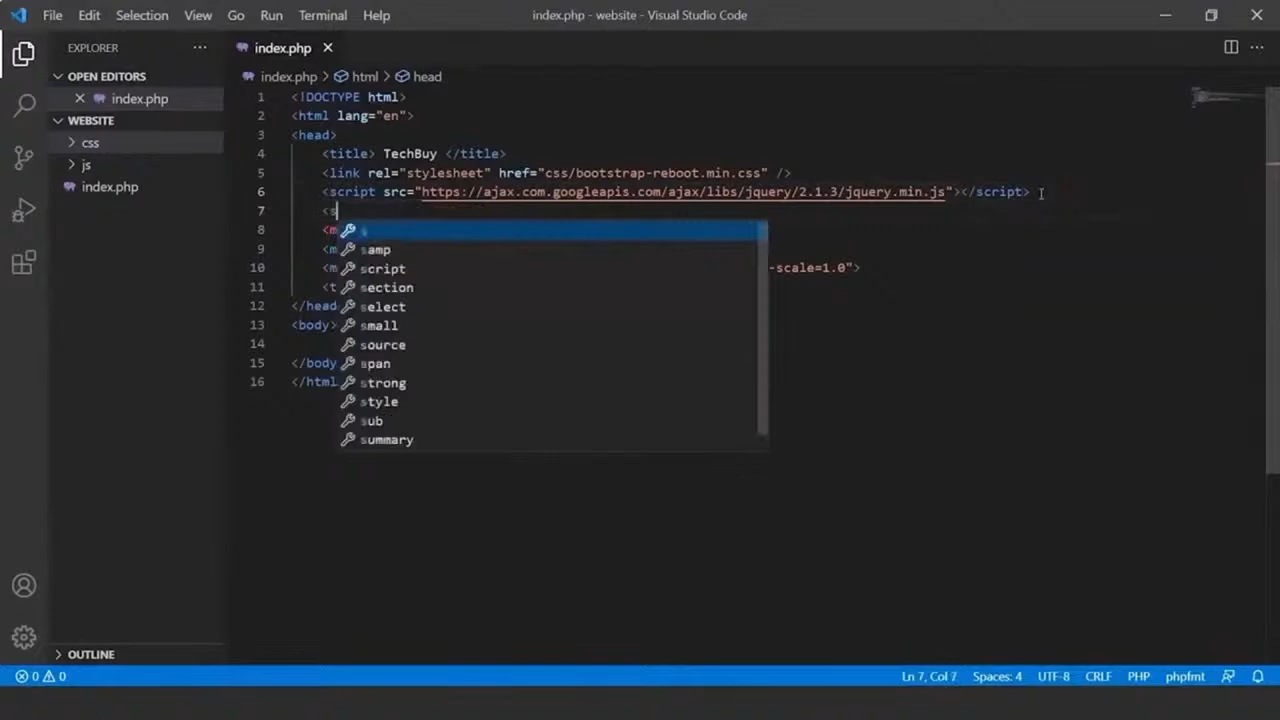 File Edit Selection View Go Run Terminal Help
index.php - website - Visual Studio Code
EXPLORER
OPEN EDITORS
index.php
WEBSITE
css
js
index.php
OUTLINE
index.php
index.php > html > head
1 <!DOCTYPE html>
2 <html lang="en">
3 <head>
4 <title> TechBuy </title>
5 <link rel="stylesheet" href="css/bootstrap-reboot.min.css" />
6 <script src="https://ajax.com.googleapis.com/ajax/libs/jquery/2.1.3/jquery.min.js"></script>
7 <s
8 <m
9 <m
10 <m -scale=1.0">
11 <t
12 </head
13 <body>
14
15 </body
16 </html
s
samp
script
section
select
small
source
span
strong
style
sub
summary
0 0
Ln 7, Col 7 Spaces: 4 UTF-8 CRLF PHP phpfmt